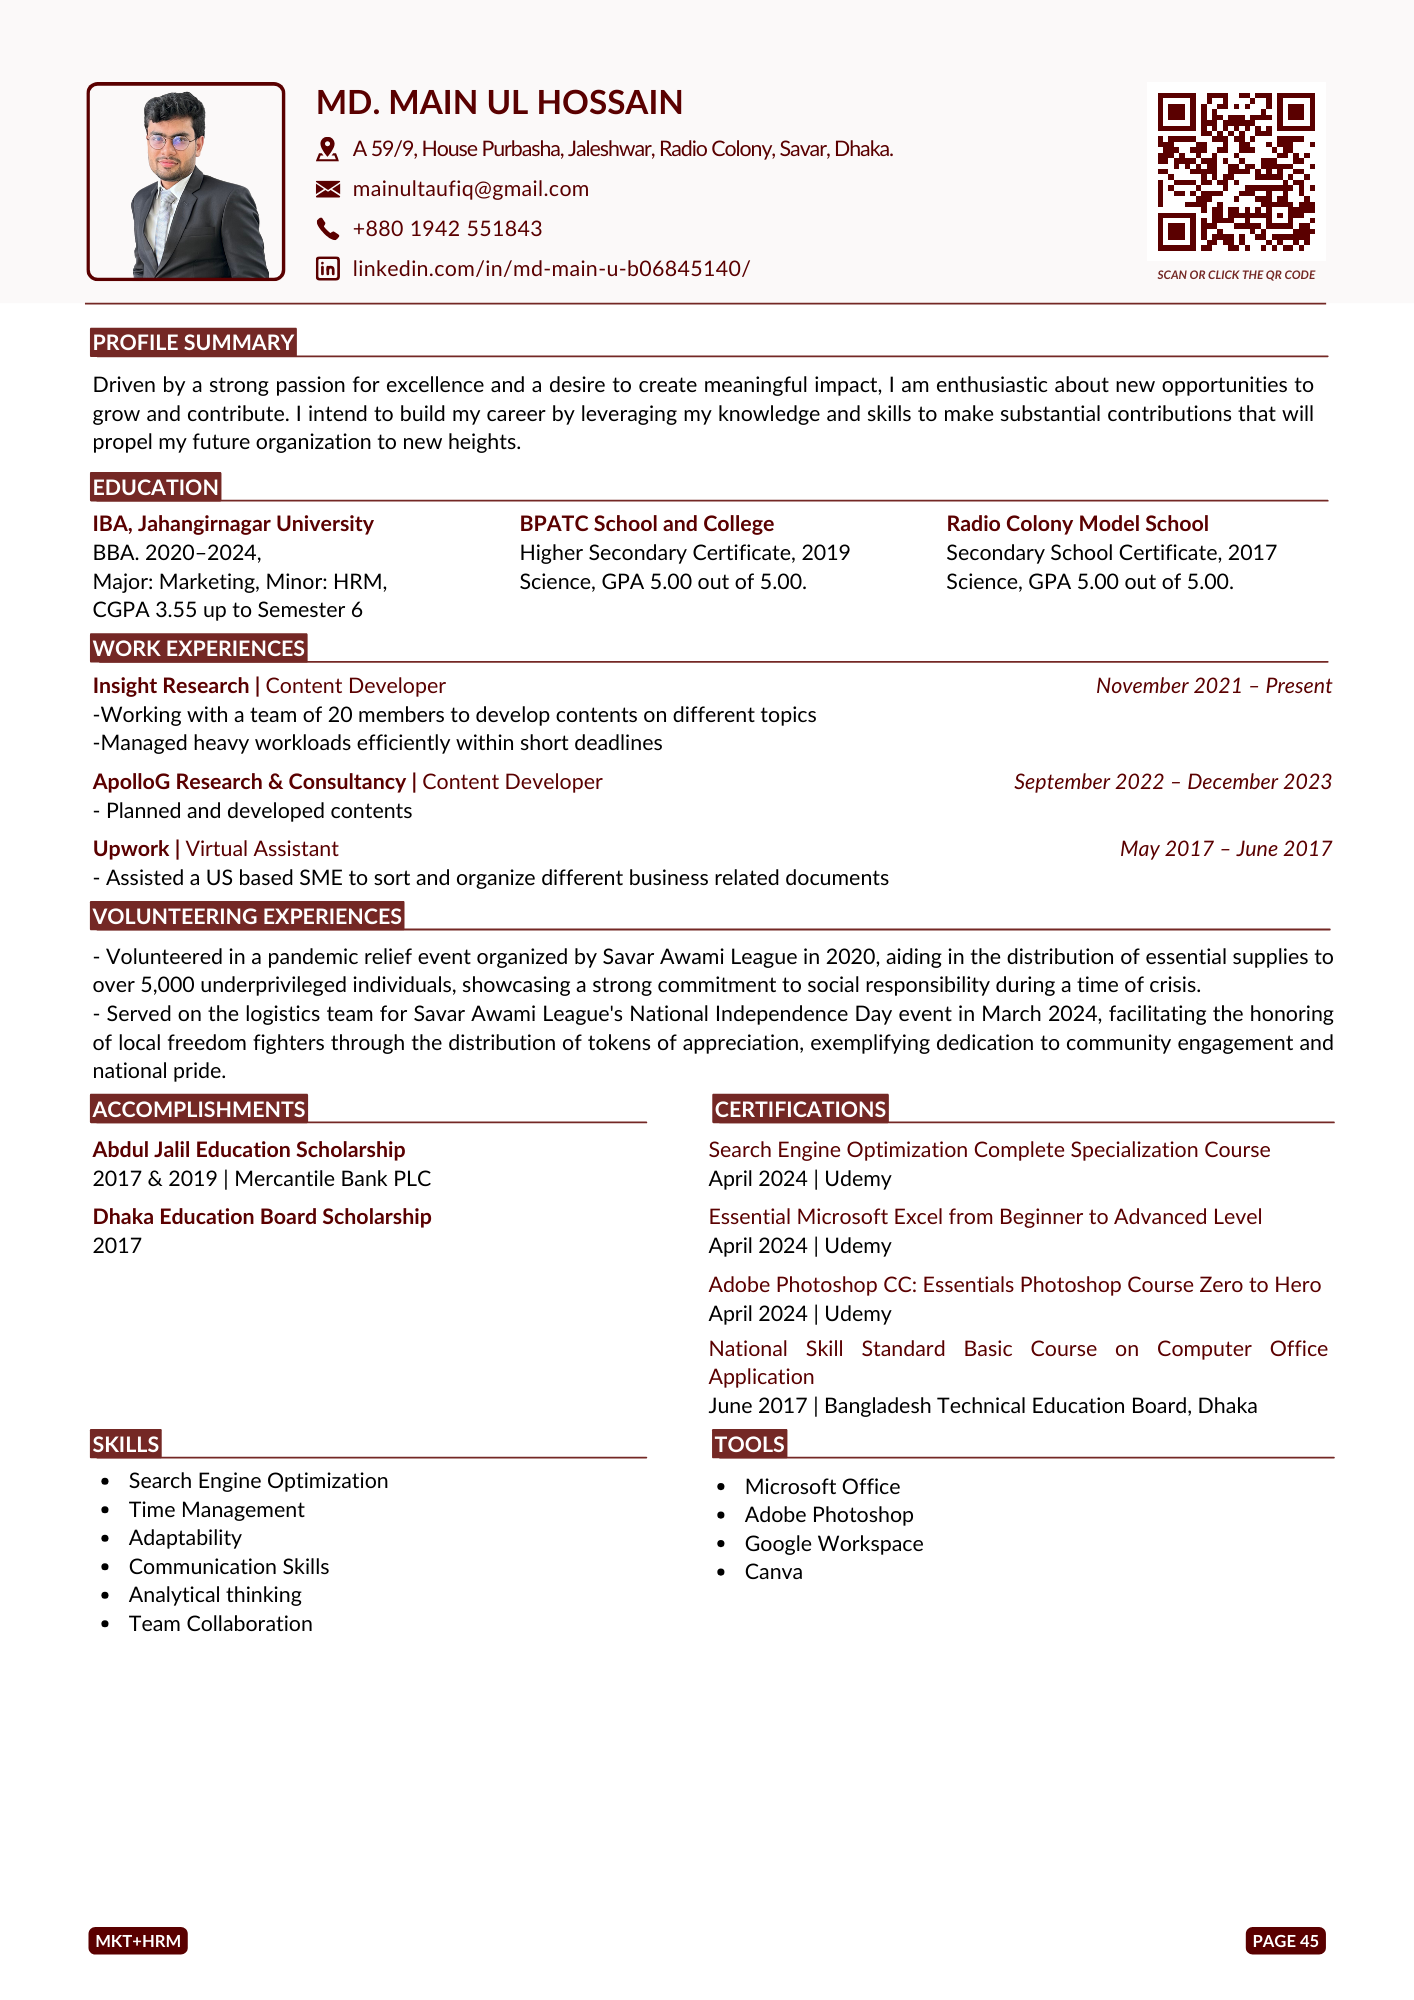 MD. MAIN UL HOSSAIN
A 59/9, House Purbasha, Jaleshwar, Radio Colony, Savar, Dhaka.
mainultaufiq@gmail.com
+880 1942 551843
linkedin.com/in/md-main-u-b06845140/
SCAN OR CLICK THE QR CODE
PROFILE SUMMARY
Driven by a strong passion for excellence and a desire to create meaningful impact, I am enthusiastic about new opportunities to
grow and contribute. I intend to build my career by leveraging my knowledge and skills to make substantial contributions that will
propel my future organization to new heights.
EDUCATION
IBA, Jahangirnagar University
BBA. 2020–2024,
Major: Marketing, Minor: HRM,
CGPA 3.55 up to Semester 6
BPATC School and College
Higher Secondary Certificate, 2019
Science, GPA 5.00 out of 5.00.
Radio Colony Model School
Secondary School Certificate, 2017
Science, GPA 5.00 out of 5.00.
WORK EXPERIENCES
Insight Research | Content Developer November 2021 – Present
-Working with a team of 20 members to develop contents on different topics
-Managed heavy workloads efficiently within short deadlines
ApolloG Research & Consultancy | Content Developer September 2022 – December 2023
- Planned and developed contents
Upwork | Virtual Assistant May 2017 – June 2017
- Assisted a US based SME to sort and organize different business related documents
VOLUNTEERING EXPERIENCES
- Volunteered in a pandemic relief event organized by Savar Awami League in 2020, aiding in the distribution of essential supplies to
over 5,000 underprivileged individuals, showcasing a strong commitment to social responsibility during a time of crisis.
- Served on the logistics team for Savar Awami League's National Independence Day event in March 2024, facilitating the honoring
of local freedom fighters through the distribution of tokens of appreciation, exemplifying dedication to community engagement and
national pride.
ACCOMPLISHMENTS
Abdul Jalil Education Scholarship
2017 & 2019 | Mercantile Bank PLC
Dhaka Education Board Scholarship
2017
CERTIFICATIONS
Search Engine Optimization Complete Specialization Course
April 2024 | Udemy
Essential Microsoft Excel from Beginner to Advanced Level
April 2024 | Udemy
Adobe Photoshop CC: Essentials Photoshop Course Zero to Hero
April 2024 | Udemy
National Skill Standard Basic Course on Computer Office
Application
June 2017 | Bangladesh Technical Education Board, Dhaka
SKILLS
• Search Engine Optimization
• Time Management
• Adaptability
• Communication Skills
• Analytical thinking
• Team Collaboration
TOOLS
• Microsoft Office
• Adobe Photoshop
• Google Workspace
• Canva
MKT+HRM
PAGE 45